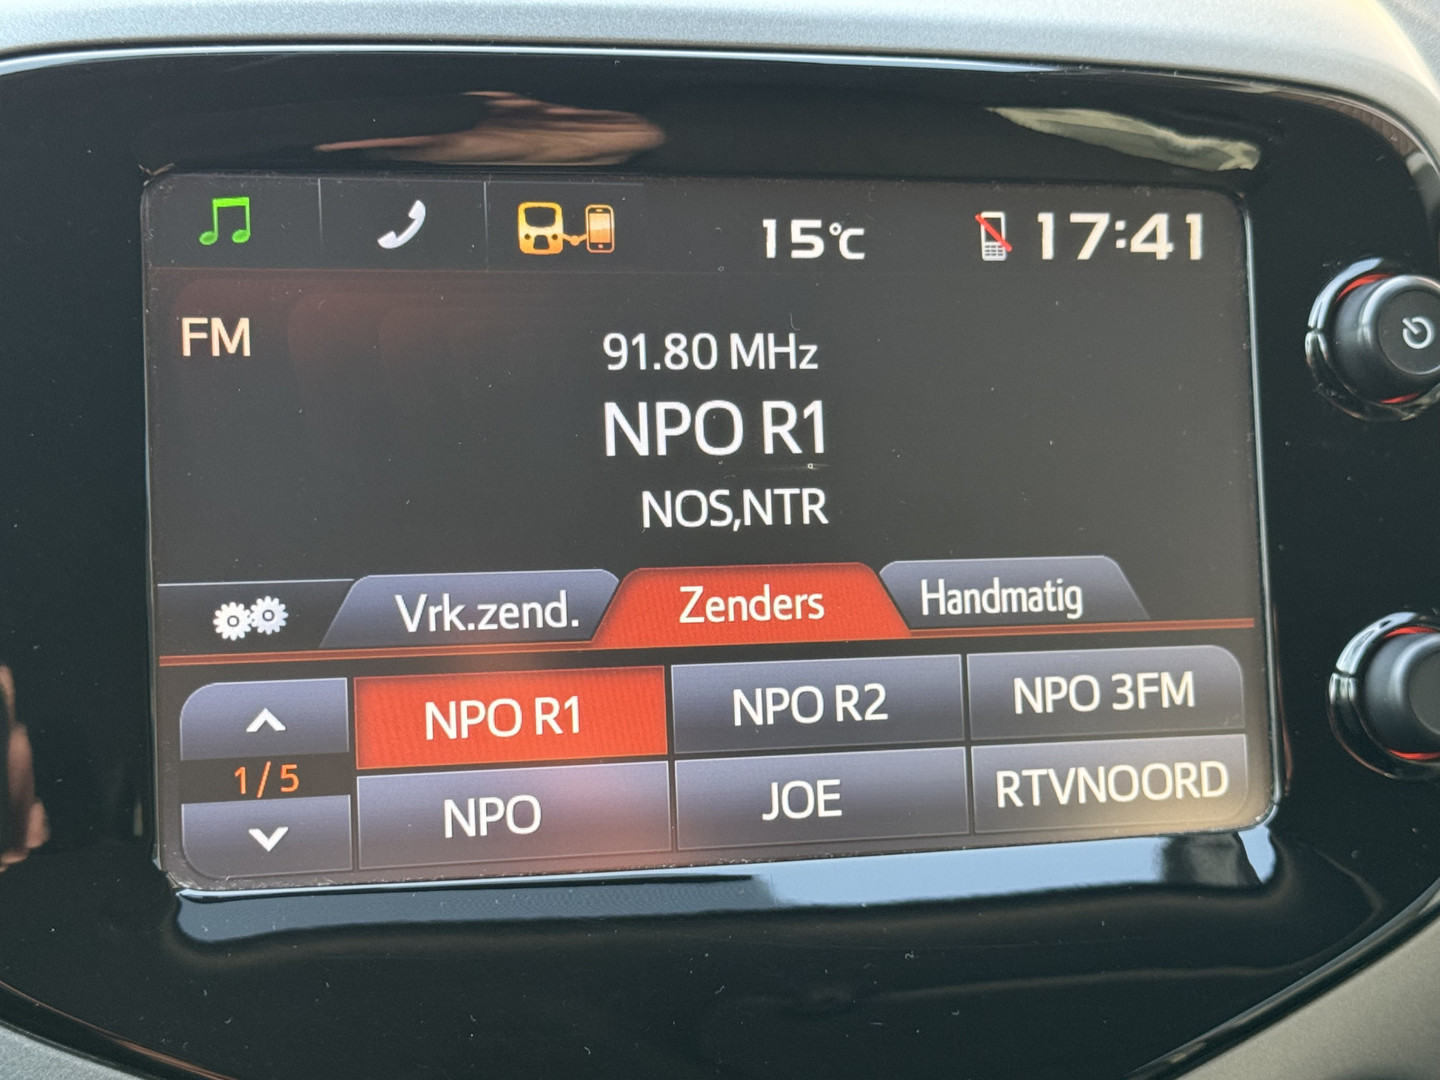 15°C
17:41
FM
91.80 MHz
NPO R1
NOS,NTR
Vrk.zend.
Zenders
Handmatig
NPO R1
NPO R2
NPO 3FM
1/5
NPO
JOE
RTVNOORD